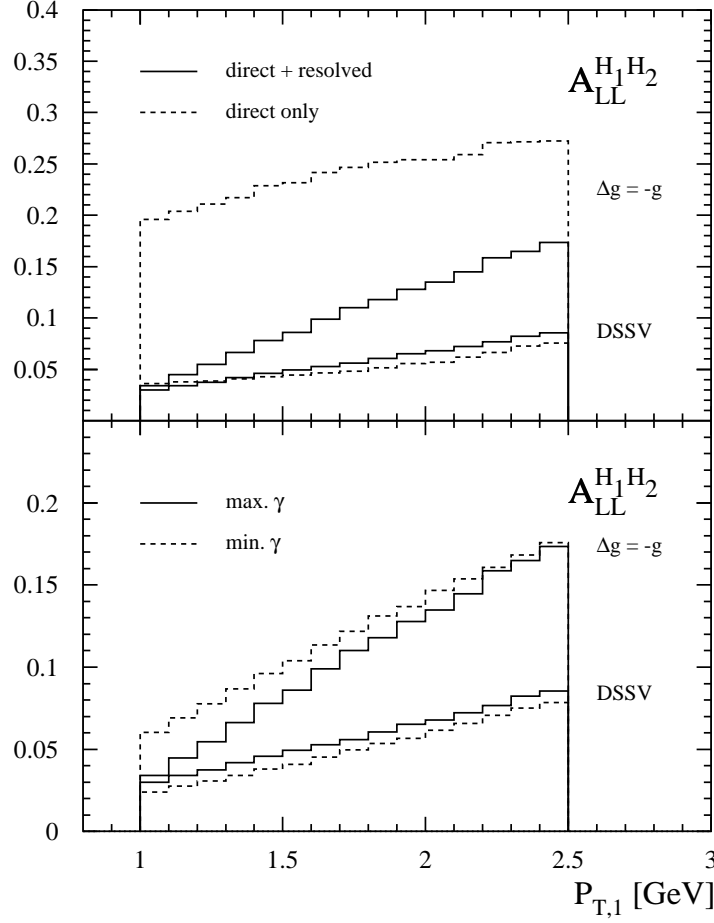 0.4
0.35
0.3
0.25
0.2
0.15
0.1
0.05
direct + resolved
direct only
A_LL^H1H2
Δg = -g
DSSV
0.2
0.15
0.1
0.05
0
max. γ
min. γ
A_LL^H1H2
Δg = -g
DSSV
1
1.5
2
2.5
3
P_T,1 [GeV]